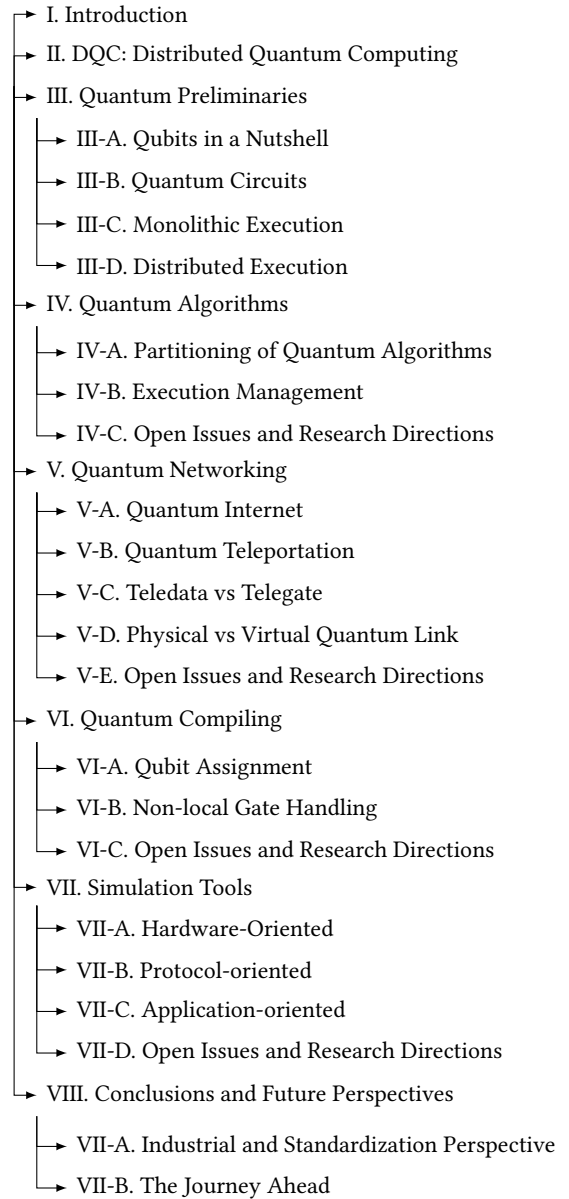 I. Introduction
II. DQC: Distributed Quantum Computing
III. Quantum Preliminaries
III-A. Qubits in a Nutshell
III-B. Quantum Circuits
III-C. Monolithic Execution
III-D. Distributed Execution
IV. Quantum Algorithms
IV-A. Partitioning of Quantum Algorithms
IV-B. Execution Management
IV-C. Open Issues and Research Directions
V. Quantum Networking
V-A. Quantum Internet
V-B. Quantum Teleportation
V-C. Teledata vs Telegate
V-D. Physical vs Virtual Quantum Link
V-E. Open Issues and Research Directions
VI. Quantum Compiling
VI-A. Qubit Assignment
VI-B. Non-local Gate Handling
VI-C. Open Issues and Research Directions
VII. Simulation Tools
VII-A. Hardware-Oriented
VII-B. Protocol-oriented
VII-C. Application-oriented
VII-D. Open Issues and Research Directions
VIII. Conclusions and Future Perspectives
VII-A. Industrial and Standardization Perspective
VII-B. The Journey Ahead